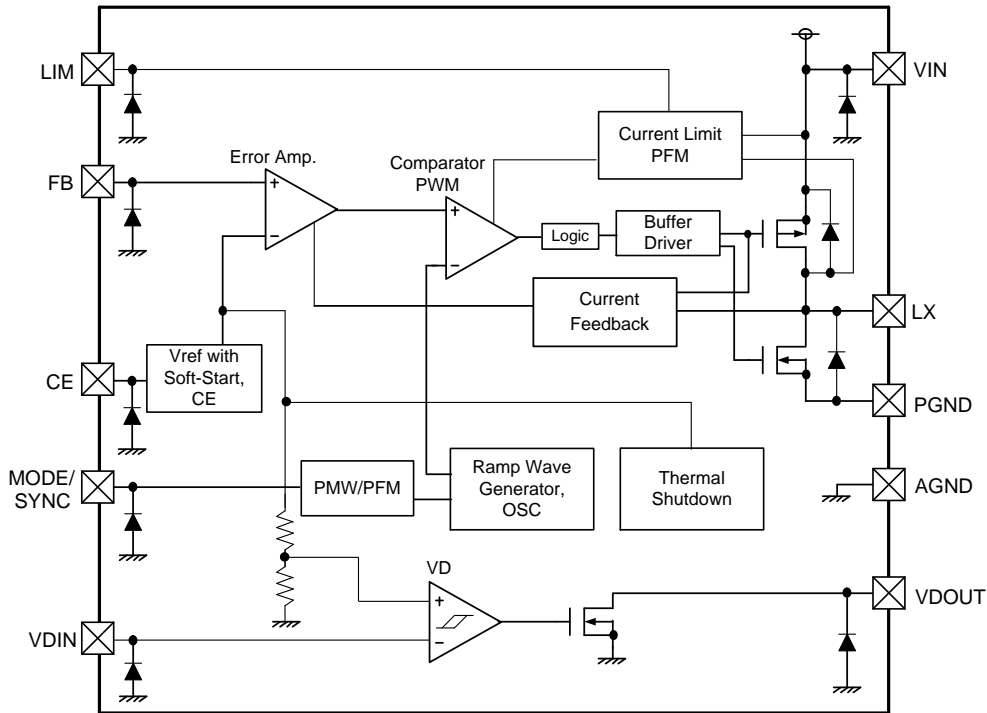 LIM
VIN
Current Limit
PFM
Error Amp.
Comparator
PWM
FB
+
−
+
−
Logic
Buffer
Driver
Current
Feedback
LX
Vref with
Soft-Start,
CE
CE
PGND
MODE/
SYNC
PMW/PFM
Ramp Wave
Generator,
OSC
Thermal
Shutdown
AGND
VD
+
−
VDOUT
VDIN